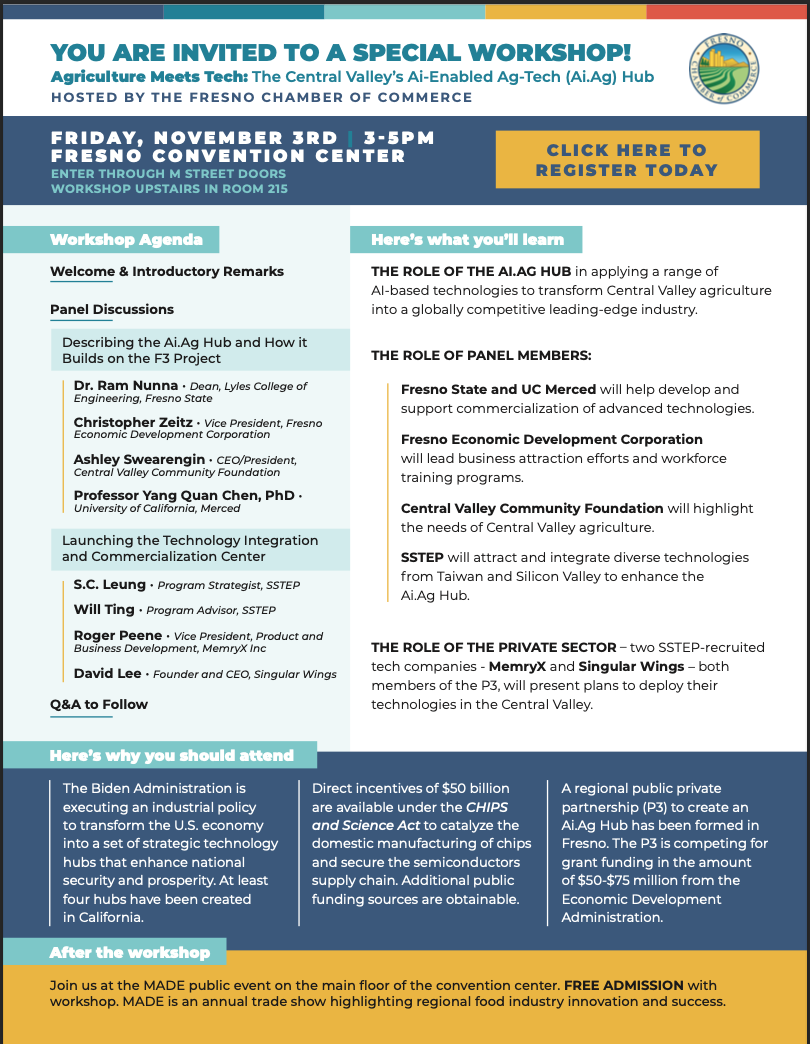 YOU ARE INVITED TO A SPECIAL WORKSHOP!
Agriculture Meets Tech: The Central Valley's Ai-Enabled Ag-Tech (Ai.Ag) Hub
HOSTED BY THE FRESNO CHAMBER OF COMMERCE
FRESNO
CHAMBER of COMMERCE
FRIDAY, NOVEMBER 3RD | 3-5PM
FRESNO CONVENTION CENTER
ENTER THROUGH M STREET DOORS
WORKSHOP UPSTAIRS IN ROOM 215
CLICK HERE TO
REGISTER TODAY
Workshop Agenda
Welcome & Introductory Remarks
Panel Discussions
Describing the Ai.Ag Hub and How it
Builds on the F3 Project
Dr. Ram Nunna • Dean, Lyles College of
Engineering, Fresno State
Christopher Zeitz • Vice President, Fresno
Economic Development Corporation
Ashley Swearengin • CEO/President,
Central Valley Community Foundation
Professor Yang Quan Chen, PhD •
University of California, Merced
Launching the Technology Integration
and Commercialization Center
S.C. Leung • Program Strategist, SSTEP
Will Ting • Program Advisor, SSTEP
Roger Peene • Vice President, Product and
Business Development, MemryX Inc
David Lee • Founder and CEO, Singular Wings
Q&A to Follow
Here's what you'll learn
THE ROLE OF THE AI.AG HUB in applying a range of
AI-based technologies to transform Central Valley agriculture
into a globally competitive leading-edge industry.
THE ROLE OF PANEL MEMBERS:
Fresno State and UC Merced will help develop and
support commercialization of advanced technologies.
Fresno Economic Development Corporation
will lead business attraction efforts and workforce
training programs.
Central Valley Community Foundation will highlight
the needs of Central Valley agriculture.
SSTEP will attract and integrate diverse technologies
from Taiwan and Silicon Valley to enhance the
Ai.Ag Hub.
THE ROLE OF THE PRIVATE SECTOR – two SSTEP-recruited
tech companies - MemryX and Singular Wings – both
members of the P3, will present plans to deploy their
technologies in the Central Valley.
Here's why you should attend
The Biden Administration is
executing an industrial policy
to transform the U.S. economy
into a set of strategic technology
hubs that enhance national
security and prosperity. At least
four hubs have been created
in California.
Direct incentives of $50 billion
are available under the CHIPS
and Science Act to catalyze the
domestic manufacturing of chips
and secure the semiconductors
supply chain. Additional public
funding sources are obtainable.
A regional public private
partnership (P3) to create an
Ai.Ag Hub has been formed in
Fresno. The P3 is competing for
grant funding in the amount
of $50-$75 million from the
Economic Development
Administration.
After the workshop
Join us at the MADE public event on the main floor of the convention center. FREE ADMISSION with
workshop. MADE is an annual trade show highlighting regional food industry innovation and success.